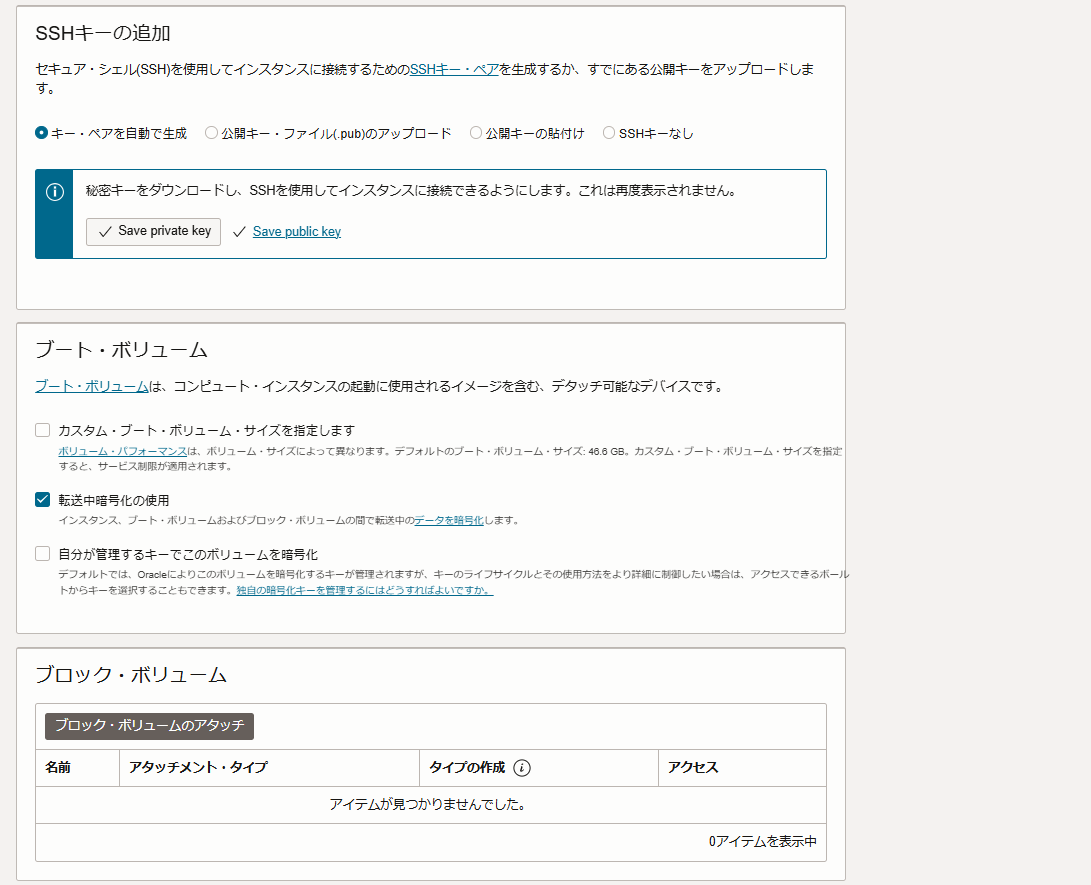 SSHキーの追加
セキュア・シェル(SSH)を使用してインスタンスに接続するためのSSHキー・ペアを生成するか、すでにある公開キーをアップロードしま
す。
キー・ペアを自動で生成 公開キー・ファイル(.pub)のアップロード 公開キーの貼付け SSHキーなし
秘密キーをダウンロードし、SSHを使用してインスタンスに接続できるようにします。これは再度表示されません。
Save private key Save public key
ブート・ボリューム
ブート・ボリュームは、コンピュート・インスタンスの起動に使用されるイメージを含む、デタッチ可能なデバイスです。
カスタム・ブート・ボリューム・サイズを指定します
ボリューム・パフォーマンスは、ボリューム・サイズによって異なります。デフォルトのブート・ボリューム・サイズ: 46.6 GB。カスタム・ブート・ボリューム・サイズを指定
すると、サービス制限が適用されます。
転送中暗号化の使用
インスタンス、ブート・ボリュームおよびブロック・ボリュームの間で転送中のデータを暗号化します。
自分が管理するキーでこのボリュームを暗号化
デフォルトでは、Oracleによりこのボリュームを暗号化するキーが管理されますが、キーのライフサイクルとその使用方法をより詳細に制御したい場合は、アクセスできるボール
トからキーを選択することもできます。独自の暗号化キーを管理するにはどうすればよいですか。
ブロック・ボリューム
ブロック・ボリュームのアタッチ
名前 アタッチメント・タイプ タイプの作成 アクセス
アイテムが見つかりませんでした。
0アイテムを表示中